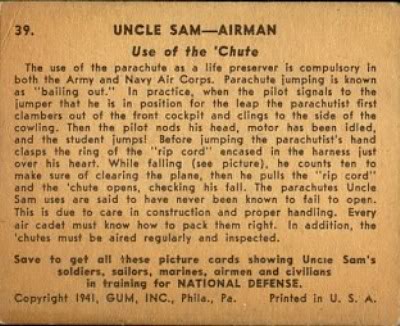 39. UNCLE SAM—AIRMAN
Use of the 'Chute
The use of the parachute as a life preserver is compulsory in
both the Army and Navy Air Corps. Parachute jumping is known
as "bailing out." In practice, when the pilot signals to the
jumper that he is in position for the leap the parachutist first
clambers out of the front cockpit and clings to the side of the
cowling. Then the pilot nods his head, motor has been idled,
and the student jumps! Before jumping the parachutist's hand
clasps the ring of the "rip cord" encased in the harness just
over his heart. While falling (see picture), he counts ten to
make sure of clearing the plane, then he pulls the "rip cord"
and the 'chute opens, checking his fall. The parachutes Uncle
Sam uses are said to have never been known to fail to open.
This is due to care in construction and proper handling. Every
air cadet must know how to pack them right. In addition, the
'chutes must be aired regularly and inspected.
Save to get all these picture cards showing Uncle Sam's
soldiers, sailors, marines, airmen and civilians
in training for NATIONAL DEFENSE.
Copyright 1941, GUM, INC., Phila., Pa. Printed in U. S. A.